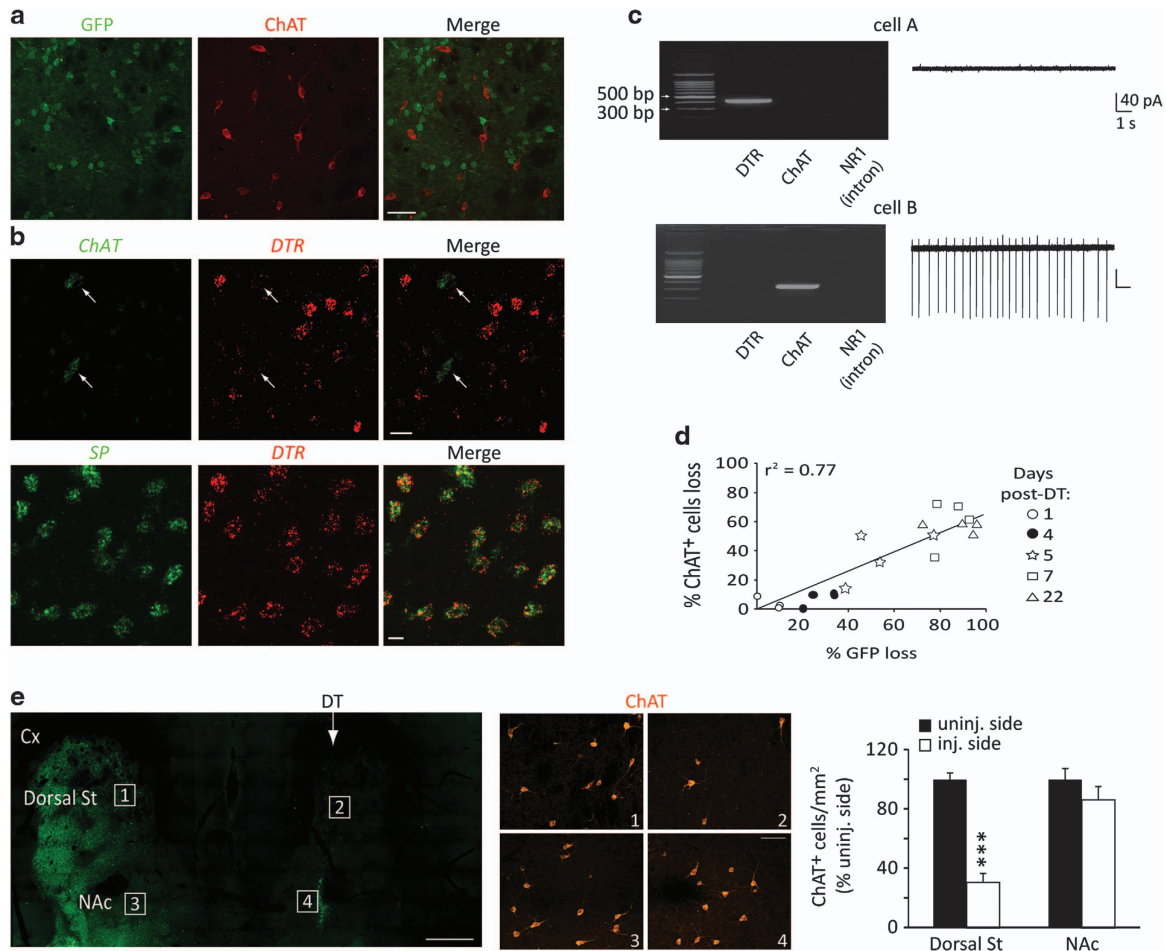 a
GFP
ChAT
Merge
b
ChAT
DTR
Merge
SP
DTR
Merge
c
cell A
500 bp
300 bp
DTR
ChAT
NR1
(intron)
40 pA
1 s
cell B
DTR
ChAT
NR1
(intron)
d
% ChAT+ cells loss
100
80
60
40
20
0
r² = 0.77
20
40
60
80
100
% GFP loss
Days
post-DT:
1
4
5
7
22
e
DT
Cx
Dorsal St
1
2
NAc
3
4
ChAT
1
2
3
4
uninj. side
inj. side
ChAT+ cells/mm²
(% uninj. side)
120
80
40
0
***
Dorsal St
NAc